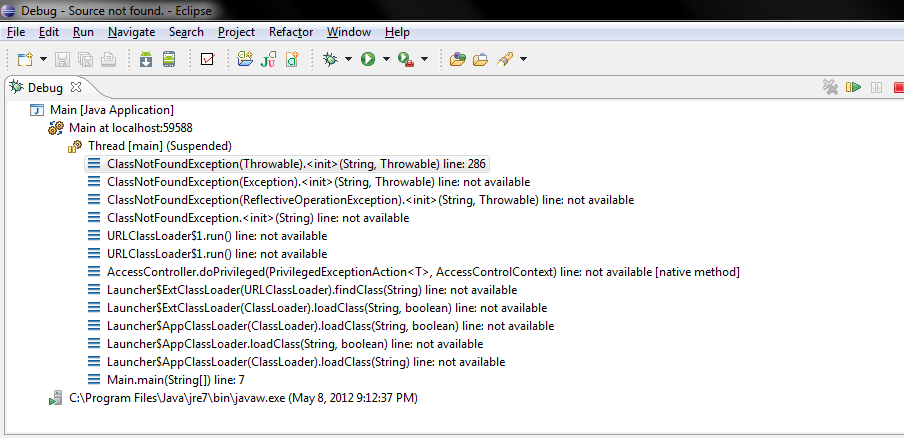 Debug - Source not found. - Eclipse
File Edit Run Navigate Search Project Refactor Window Help
Debug
Main [Java Application]
Main at localhost:59588
Thread [main] (Suspended)
ClassNotFoundException(Throwable).<init>(String, Throwable) line: 286
ClassNotFoundException(Exception).<init>(String, Throwable) line: not available
ClassNotFoundException(ReflectiveOperationException).<init>(String, Throwable) line: not available
ClassNotFoundException.<init>(String) line: not available
URLClassLoader$1.run() line: not available
URLClassLoader$1.run() line: not available
AccessController.doPrivileged(PrivilegedExceptionAction<T>, AccessControlContext) line: not available [native method]
Launcher$ExtClassLoader(URLClassLoader).findClass(String) line: not available
Launcher$ExtClassLoader(ClassLoader).loadClass(String, boolean) line: not available
Launcher$AppClassLoader(ClassLoader).loadClass(String, boolean) line: not available
Launcher$AppClassLoader.loadClass(String, boolean) line: not available
Launcher$AppClassLoader(ClassLoader).loadClass(String) line: not available
Main.main(String[]) line: 7
C:\Program Files\Java\jre7\bin\javaw.exe (May 8, 2012 9:12:37 PM)